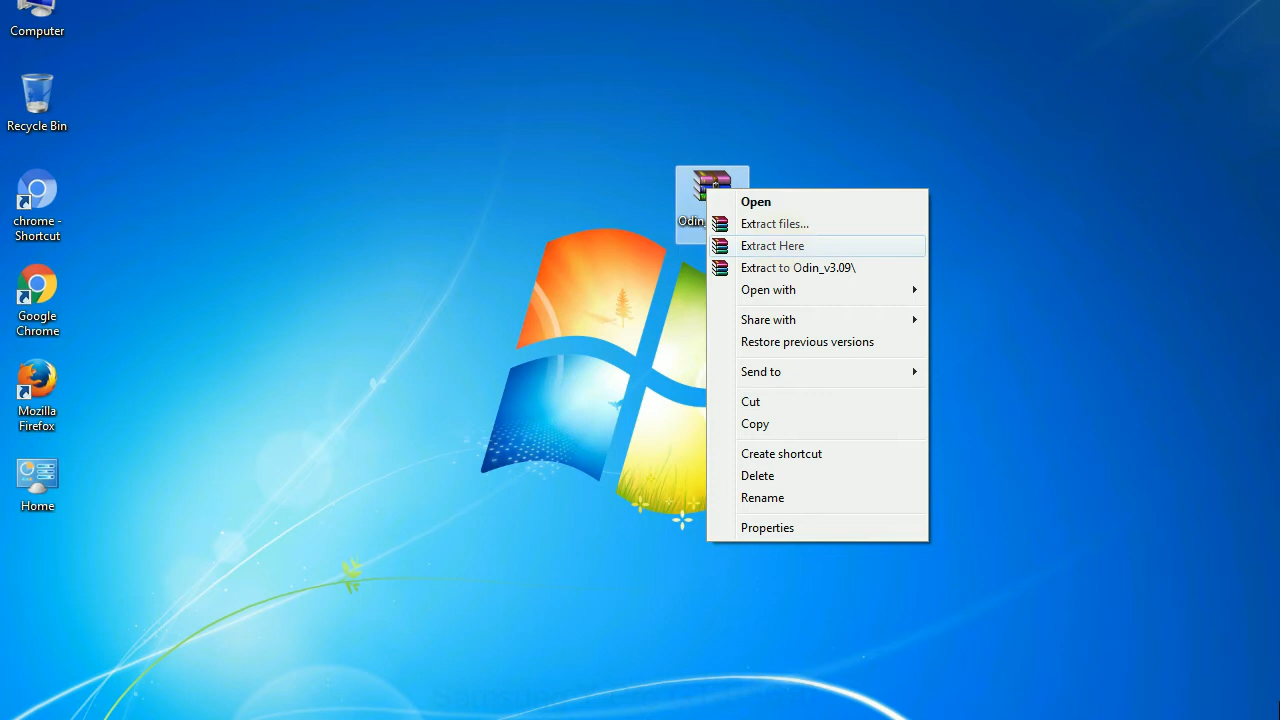 Computer
Recycle Bin
chrome -
Shortcut
Google
Chrome
Mozilla
Firefox
Home
Odin_
Open
Extract files...
Extract Here
Extract to Odin_v3.09\
Open with
Share with
Restore previous versions
Send to
Cut
Copy
Create shortcut
Delete
Rename
Properties